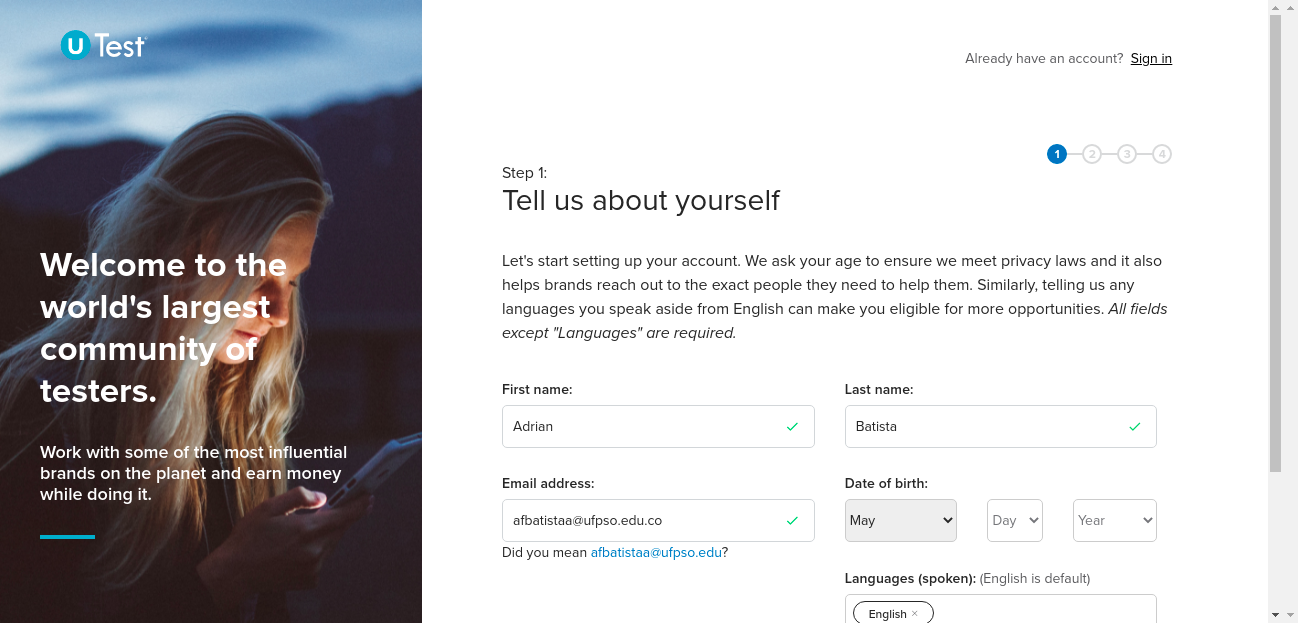 U Test
Already have an account? Sign in
1 2 3 4
Step 1:
Tell us about yourself
Let's start setting up your account. We ask your age to ensure we meet privacy laws and it also
helps brands reach out to the exact people they need to help them. Similarly, telling us any
languages you speak aside from English can make you eligible for more opportunities. All fields
except "Languages" are required.
Welcome to the
world's largest
community of
testers.
Work with some of the most influential
brands on the planet and earn money
while doing it.
First name: Last name:
Adrian Batista
Email address: Date of birth:
afbatistaa@ufpso.edu.co May Day Year
Did you mean afbatistaa@ufpso.edu?
Languages (spoken): (English is default)
English ×